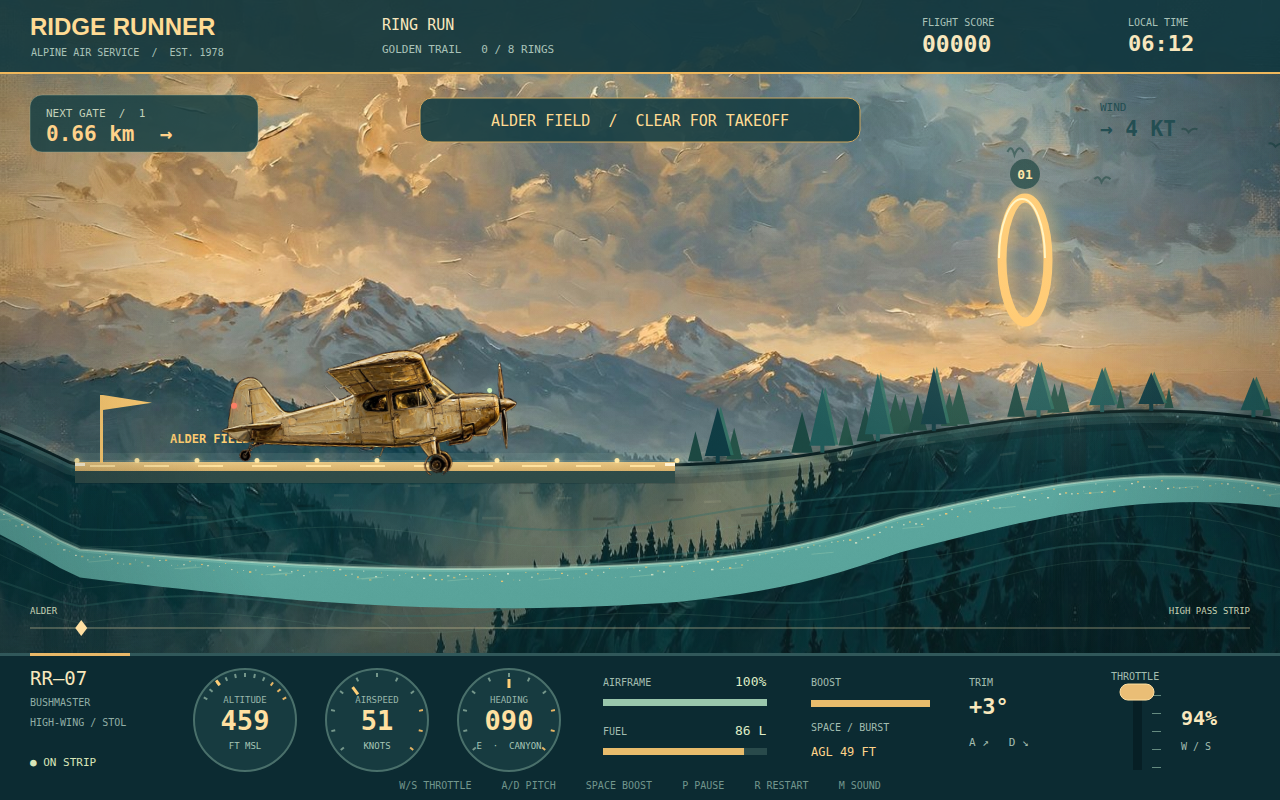 RIDGE RUNNER
ALPINE AIR SERVICE / EST. 1978
RING RUN
GOLDEN TRAIL 0 / 8 RINGS
FLIGHT SCORE
00000
LOCAL TIME
06:12
NEXT GATE / 1
0.66 km →
ALDER FIELD / CLEAR FOR TAKEOFF
WIND
→ 4 KT
01
ALDER FIEL
ALDER
HIGH PASS STRIP
RR—07
BUSHMASTER
HIGH-WING / STOL
● ON STRIP
ALTITUDE
459
FT MSL
AIRSPEED
51
KNOTS
HEADING
090
E · CANYON
AIRFRAME 100%
FUEL 86 L
BOOST
SPACE / BURST
AGL 49 FT
TRIM
+3°
A ↗ D ↘
THROTTLE
94%
W / S
W/S THROTTLE A/D PITCH SPACE BOOST P PAUSE R RESTART M SOUND